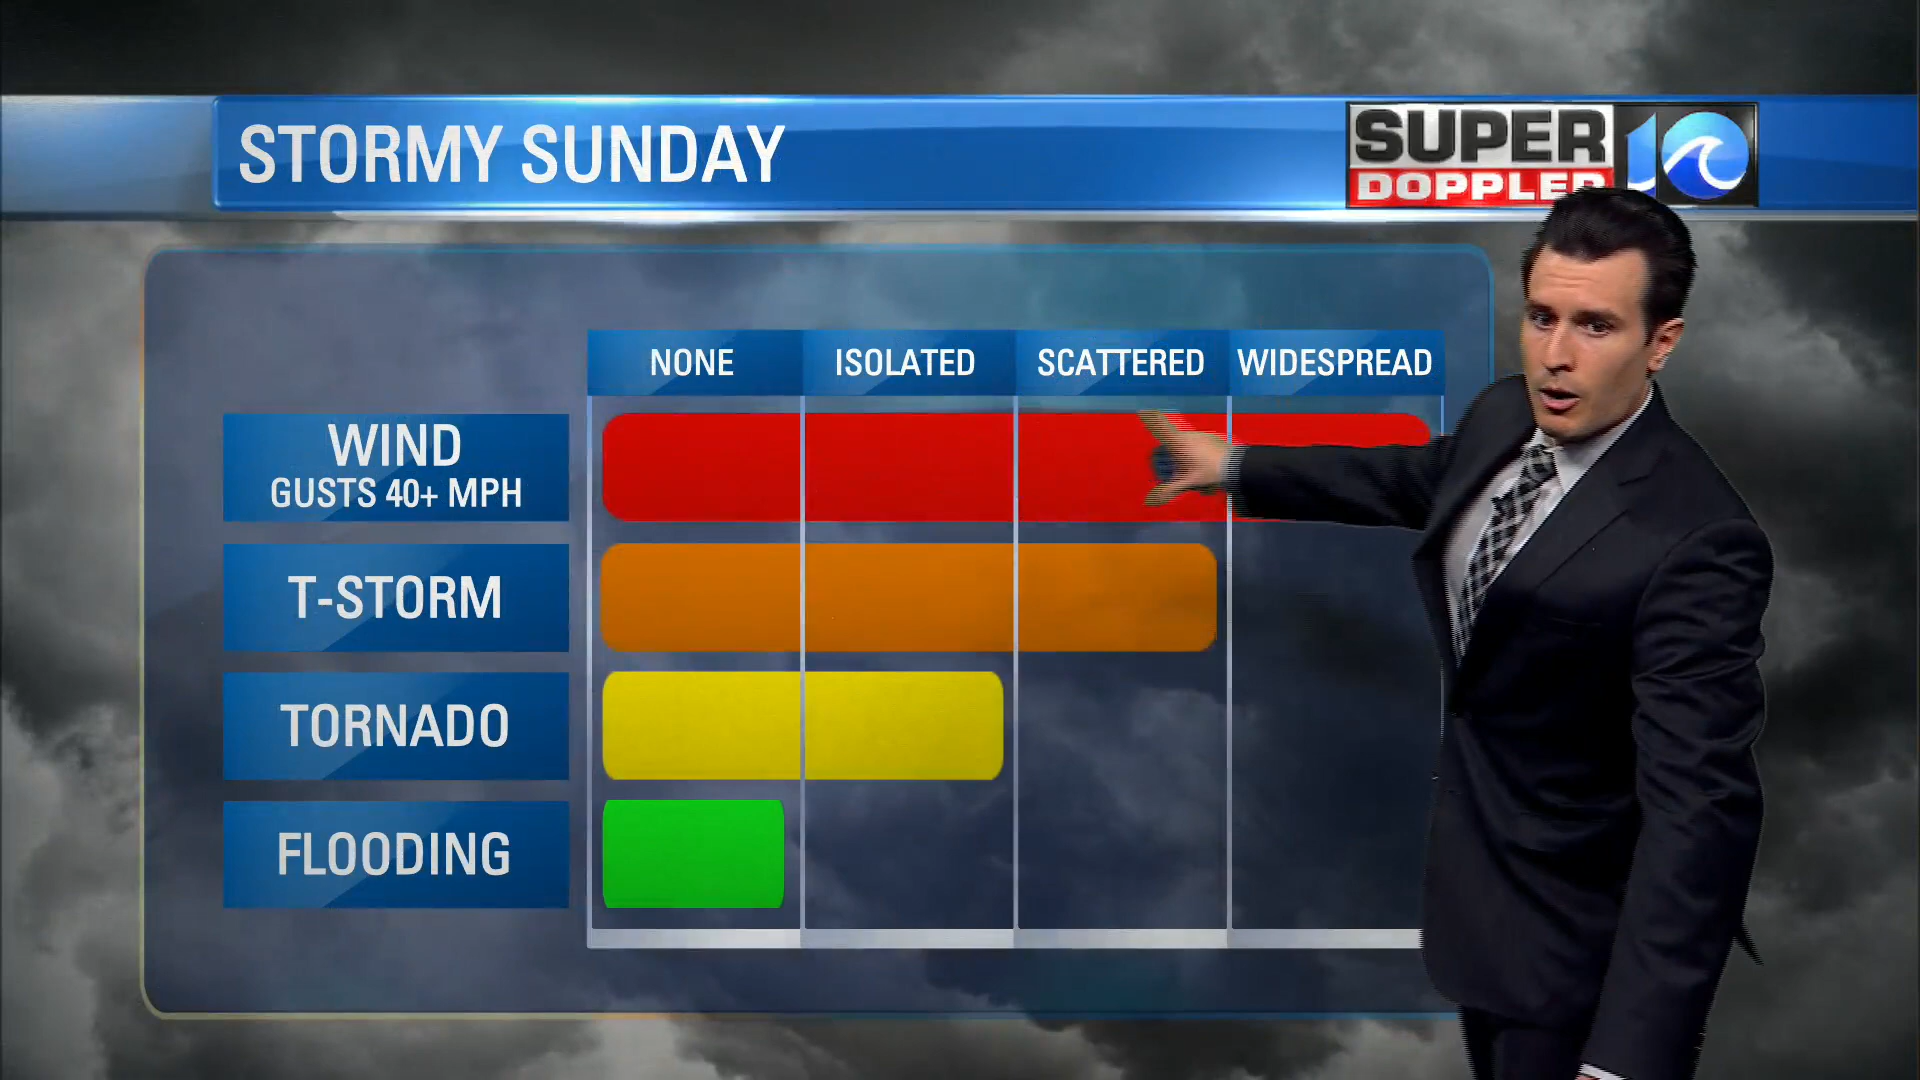 STORMY SUNDAY
SUPER
DOPPLER
10
NONE
ISOLATED
SCATTERED
WIDESPREAD
WIND
GUSTS 40+ MPH
T-STORM
TORNADO
FLOODING